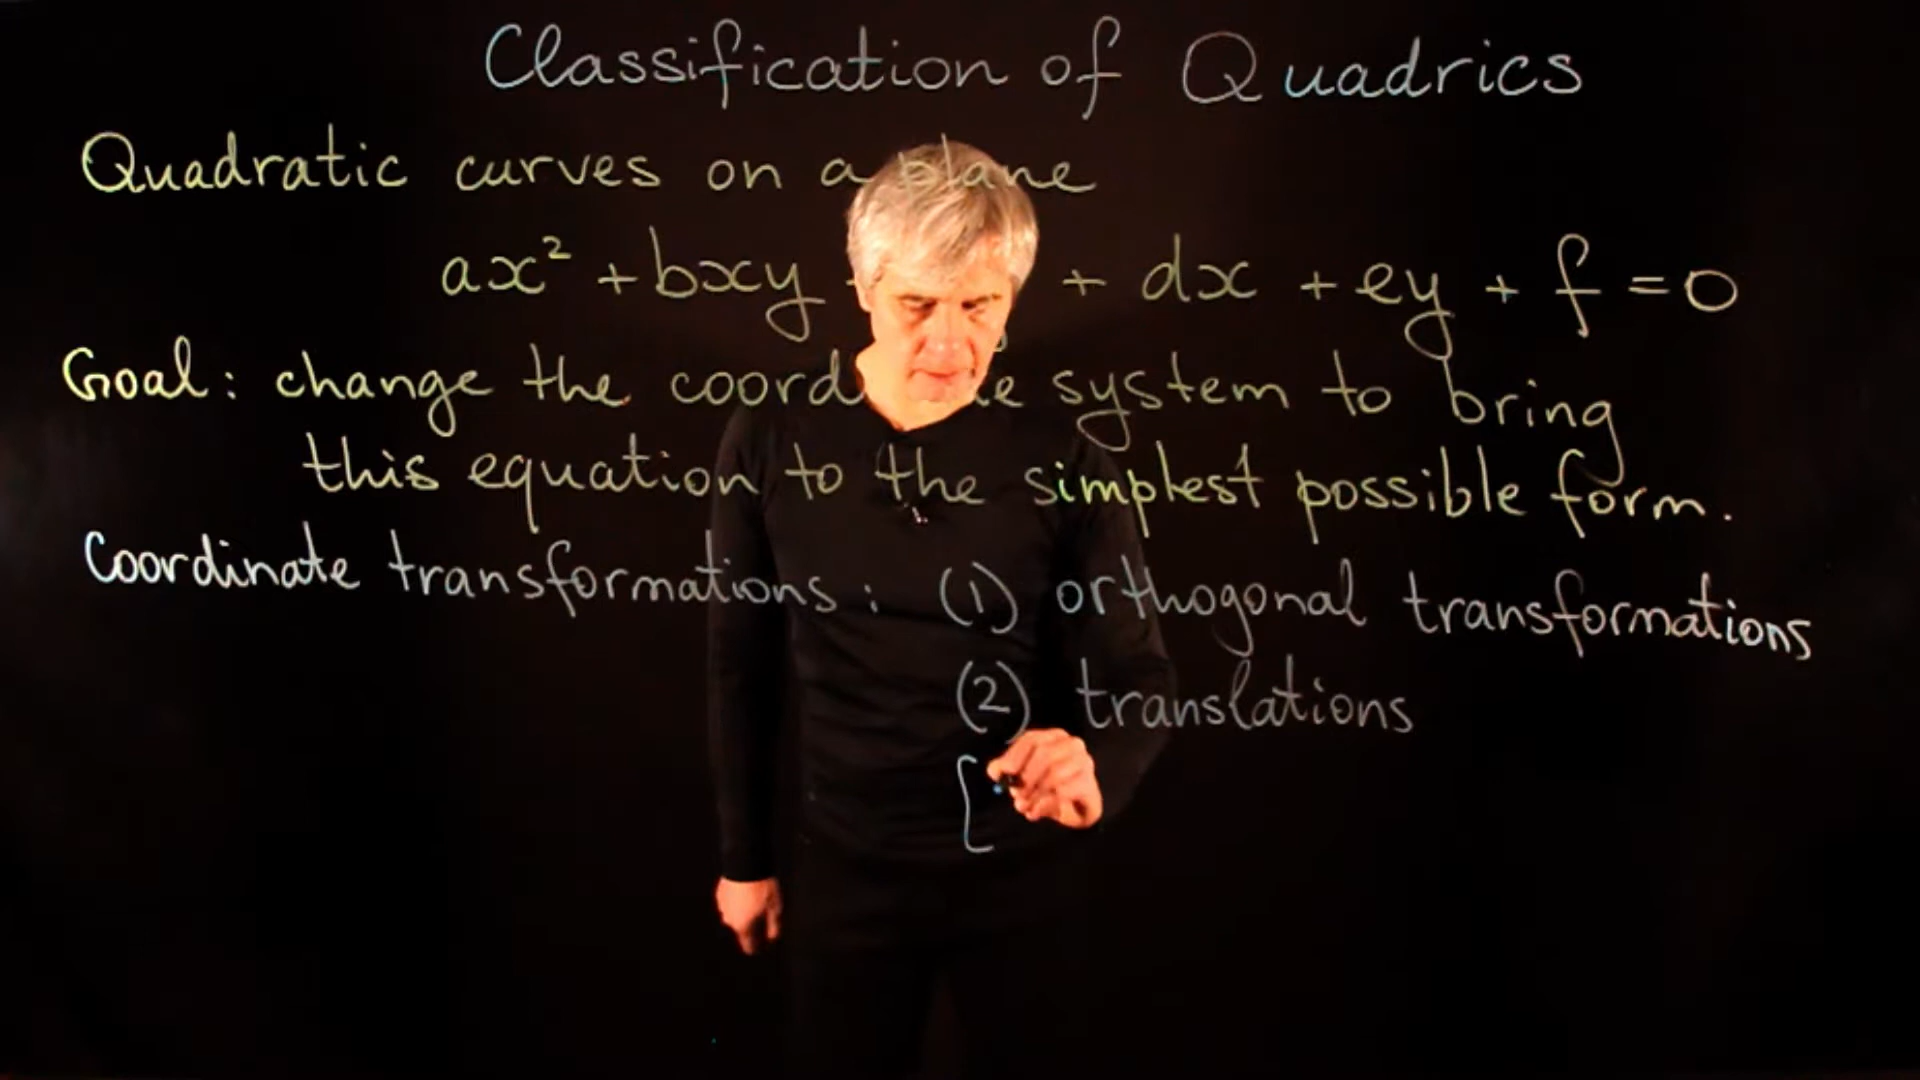 Classification of Quadrics
Quadratic curves on a plane
ax² + bxy + dx + ey + f = 0
Goal: change the system to bring
this equation to the simplest possible form.
Coordinate transformations: (1) orthogonal transformations
(2) translations
[